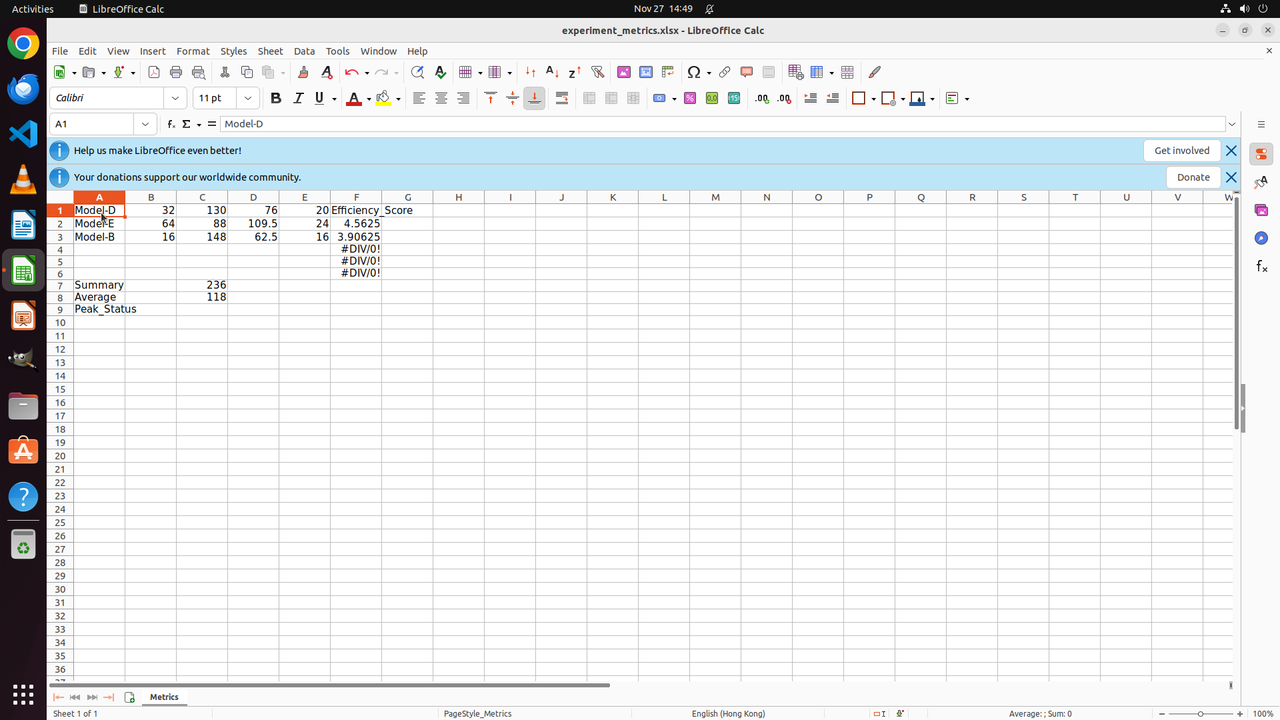 Activities LibreOffice Calc Nov 27 14:49
experiment_metrics.xlsx - LibreOffice Calc
File Edit View Insert Format Styles Sheet Data Tools Window Help
Calibri 11 pt
A1 Model-D
Help us make LibreOffice even better! Get involved
Your donations support our worldwide community. Donate
A B C D E F G H I J K L M N O P Q R S T U V W
1 Model-D 32 130 76 20 Efficiency_Score
2 Model-E 64 88 109.5 24 4.5625
3 Model-B 16 148 62.5 16 3.90625
4 #DIV/0!
5 #DIV/0!
6 #DIV/0!
7 Summary 236
8 Average 118
9 Peak_Status
10
11
12
13
14
15
16
17
18
19
20
21
22
23
24
25
26
27
28
29
30
31
32
33
34
35
36
Metrics
Sheet 1 of 1 PageStyle_Metrics English (Hong Kong) Average: ; Sum: 0 100%